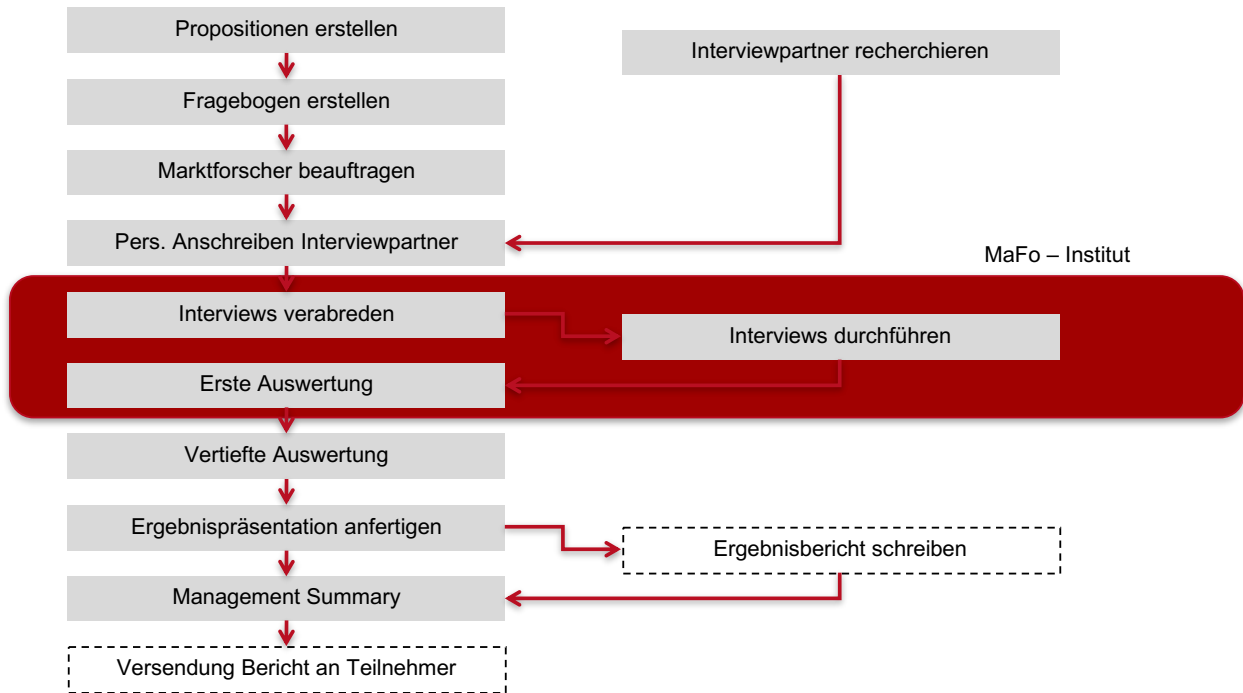 Propositionen erstellen
Interviewpartner recherchieren
Fragebogen erstellen
Marktforscher beauftragen
Pers. Anschreiben Interviewpartner
MaFo – Institut
Interviews verabreden
Interviews durchführen
Erste Auswertung
Vertiefte Auswertung
Ergebnispräsentation anfertigen
Ergebnisbericht schreiben
Management Summary
Versendung Bericht an Teilnehmer